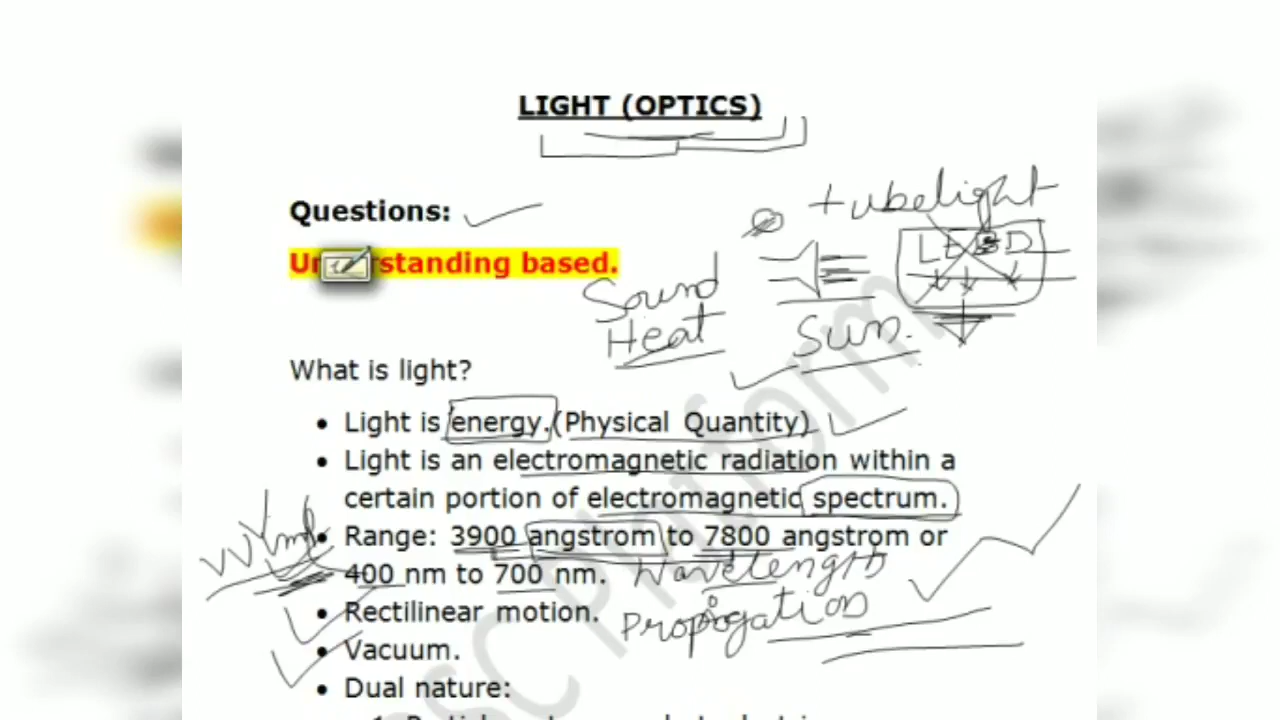 LIGHT (OPTICS)
tubelight
Questions:
LED
standing based.
Sound
Heat
Sun.
What is light?
• Light is energy.(Physical Quantity)
• Light is an electromagnetic radiation within a
certain portion of electromagnetic spectrum.
• Range: 3900 angstrom to 7800 angstrom or
400 nm to 700 nm. Wavelength
• Rectilinear motion. Propogation
• Vacuum.
• Dual nature: